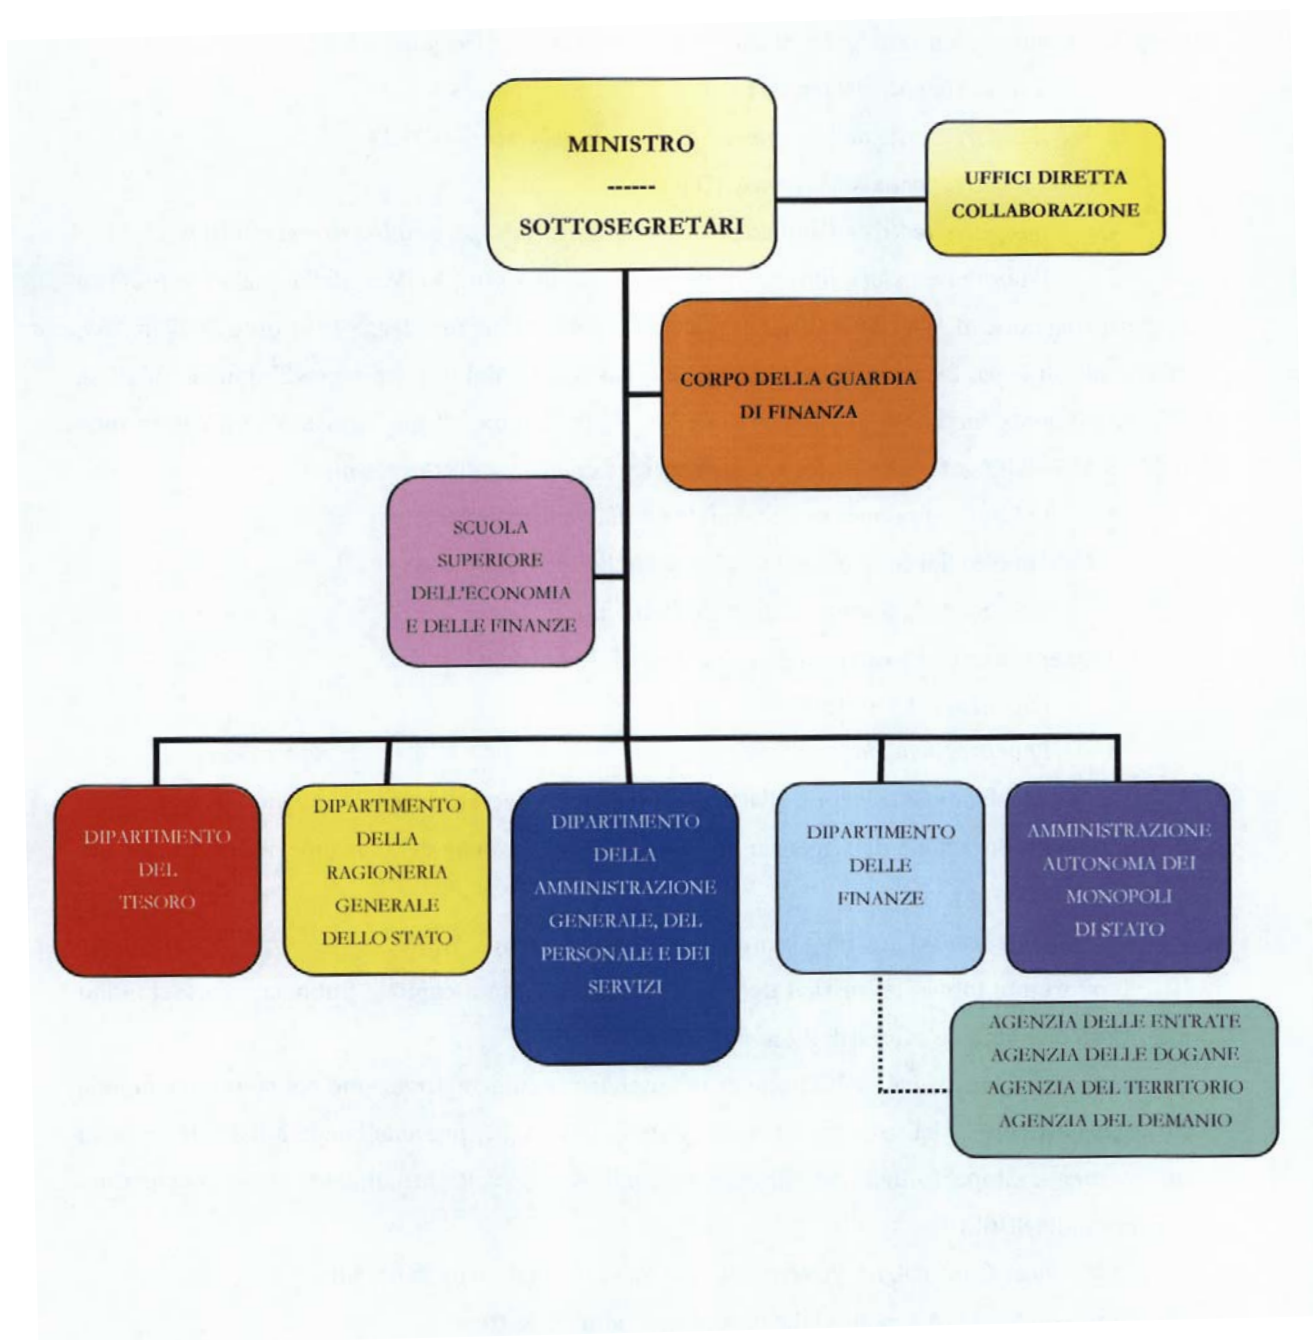 MINISTRO
------
SOTTOSEGRETARI
UFFICI DIRETTA
COLLABORAZIONE
CORPO DELLA GUARDIA
DI FINANZA
SCUOLA
SUPERIORE
DELL'ECONOMIA
E DELLE FINANZE
DIPARTIMENTO
DEL
TESORO
DIPARTIMENTO
DELLA
RAGIONERIA
GENERALE
DELLO STATO
DIPARTIMENTO
DELLA
AMMINISTRAZIONE
GENERALE, DEL
PERSONALE E DEI
SERVIZI
DIPARTIMENTO
DELLE
FINANZE
AMMINISTRAZIONE
AUTONOMA DEI
MONOPOLI
DI STATO
AGENZIA DELLE ENTRATE
AGENZIA DELLE DOGANE
AGENZIA DEL TERRITORIO
AGENZIA DEL DEMANIO